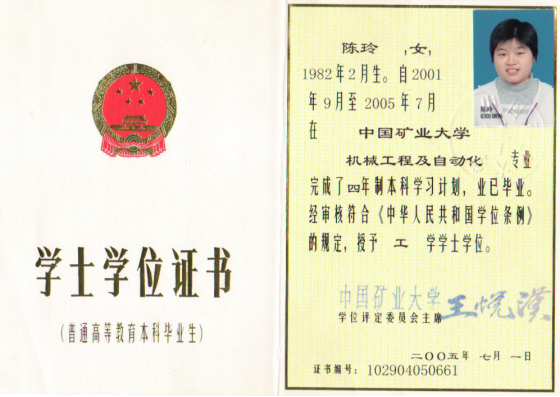 学士学位证书
(普通高等教育本科毕业生)
陈玲 ,女,
1982年2月生。自2001
年9月至2005年7月
在 中国矿业大学
机械工程及自动化 专业
完成了四年制本科学习计划,业已毕业。
经审核符合《中华人民共和国学位条例》
的规定,授予 工 学学士学位。
中国矿业大学
学位评定委员会主席
王悦汉
二〇〇五年 七月 一日
证书编号: 102904050661
陈玲